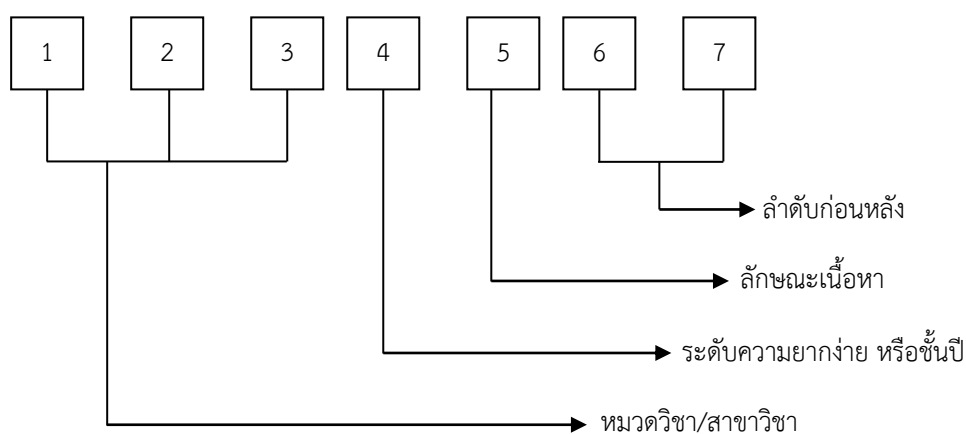 1 2 3 4 5 6 7
ลำดับก่อนหลัง
ลักษณะเนื้อหา
ระดับความยากง่าย หรือชั้นปี
หมวดวิชา/สาขาวิชา